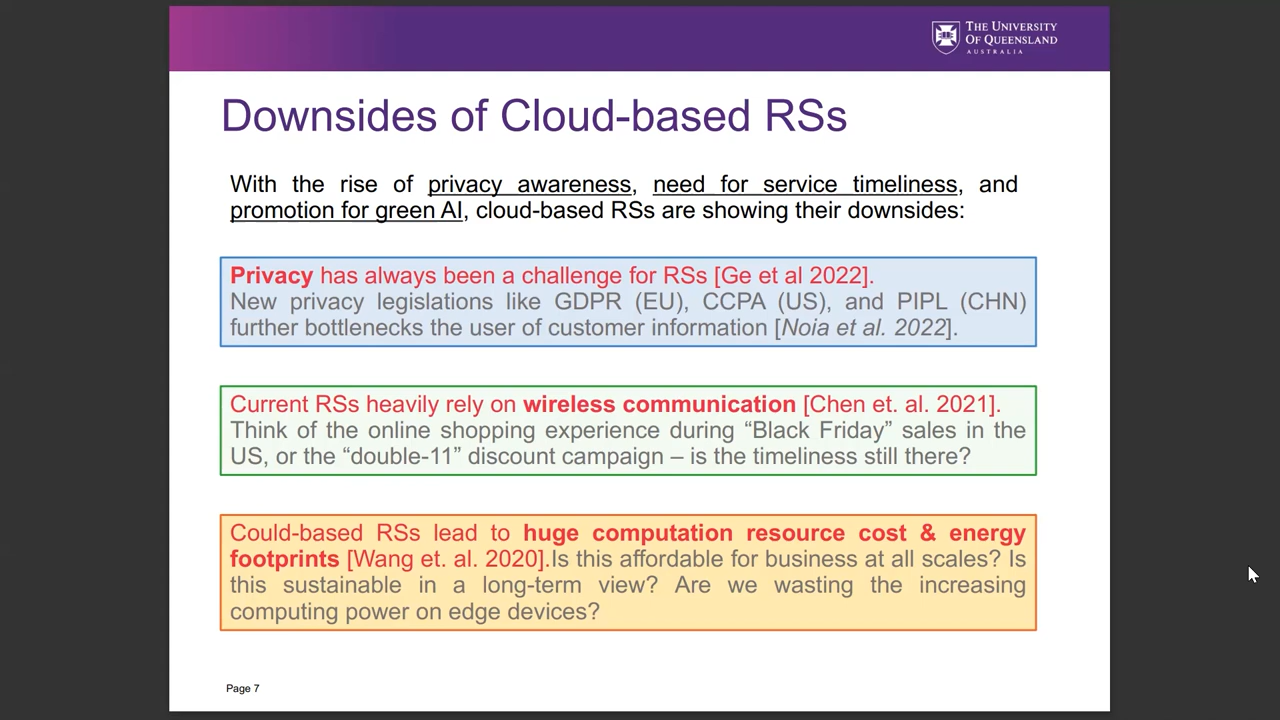 THE UNIVERSITY
OF QUEENSLAND
AUSTRALIA
Downsides of Cloud-based RSs
With the rise of privacy awareness, need for service timeliness, and
promotion for green AI, cloud-based RSs are showing their downsides:
Privacy has always been a challenge for RSs [Ge et al 2022].
New privacy legislations like GDPR (EU), CCPA (US), and PIPL (CHN)
further bottlenecks the user of customer information [Noia et al. 2022].
Current RSs heavily rely on wireless communication [Chen et. al. 2021].
Think of the online shopping experience during “Black Friday” sales in the
US, or the “double-11” discount campaign – is the timeliness still there?
Could-based RSs lead to huge computation resource cost & energy
footprints [Wang et. al. 2020].Is this affordable for business at all scales? Is
this sustainable in a long-term view? Are we wasting the increasing
computing power on edge devices?
Page 7